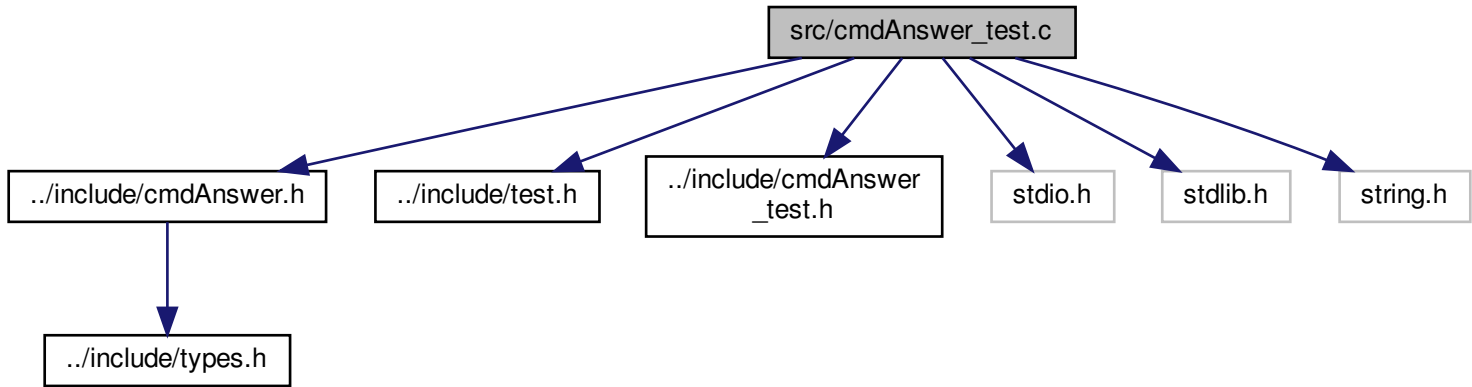 src/cmdAnswer_test.c
../include/cmdAnswer.h
../include/test.h
../include/cmdAnswer
_test.h
stdio.h
stdlib.h
string.h
../include/types.h